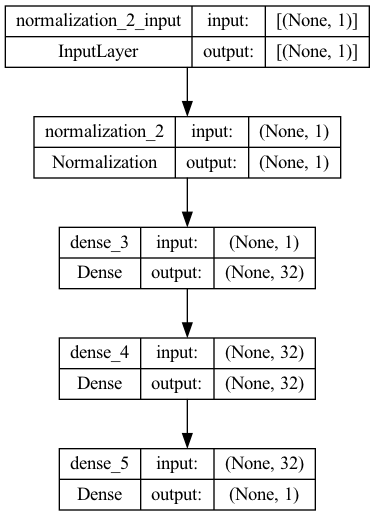 normalization_2_input input: [(None, 1)]
InputLayer output: [(None, 1)]
normalization_2 input: (None, 1)
Normalization output: (None, 1)
dense_3 input: (None, 1)
Dense output: (None, 32)
dense_4 input: (None, 32)
Dense output: (None, 32)
dense_5 input: (None, 32)
Dense output: (None, 1)